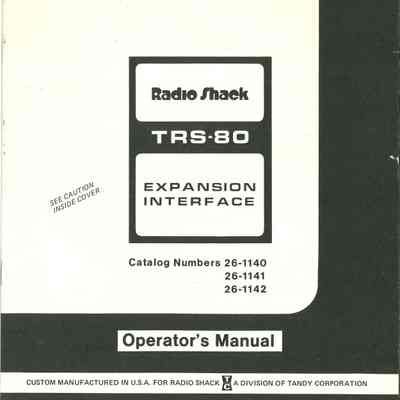 Radio Shack
TRS-80
EXPANSION
INTERFACE
SEE CAUTION
INSIDE COVER
Catalog Numbers 26-1140
26-1141
26-1142
Operator's Manual
CUSTOM MANUFACTURED IN U.S.A. FOR RADIO SHACK TC A DIVISION OF TANDY CORPORATION